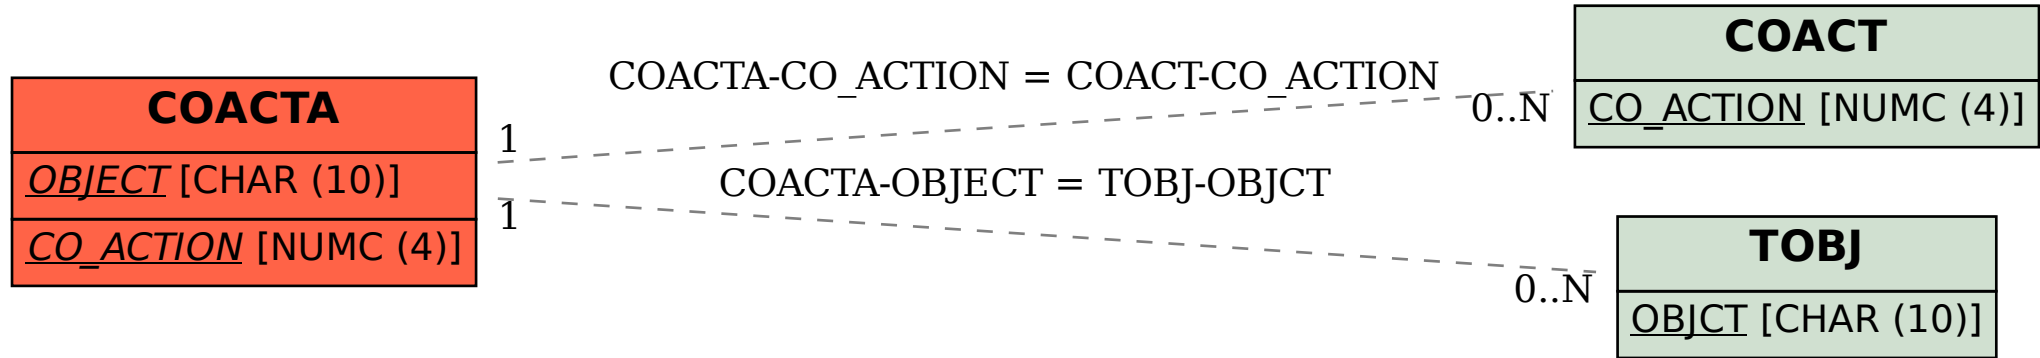 COACTA
OBJECT [CHAR (10)]
CO_ACTION [NUMC (4)]
COACTA-CO_ACTION = COACT-CO_ACTION
1
0..N
COACTA-OBJECT = TOBJ-OBJCT
1
0..N
COACT
CO_ACTION [NUMC (4)]
TOBJ
OBJCT [CHAR (10)]